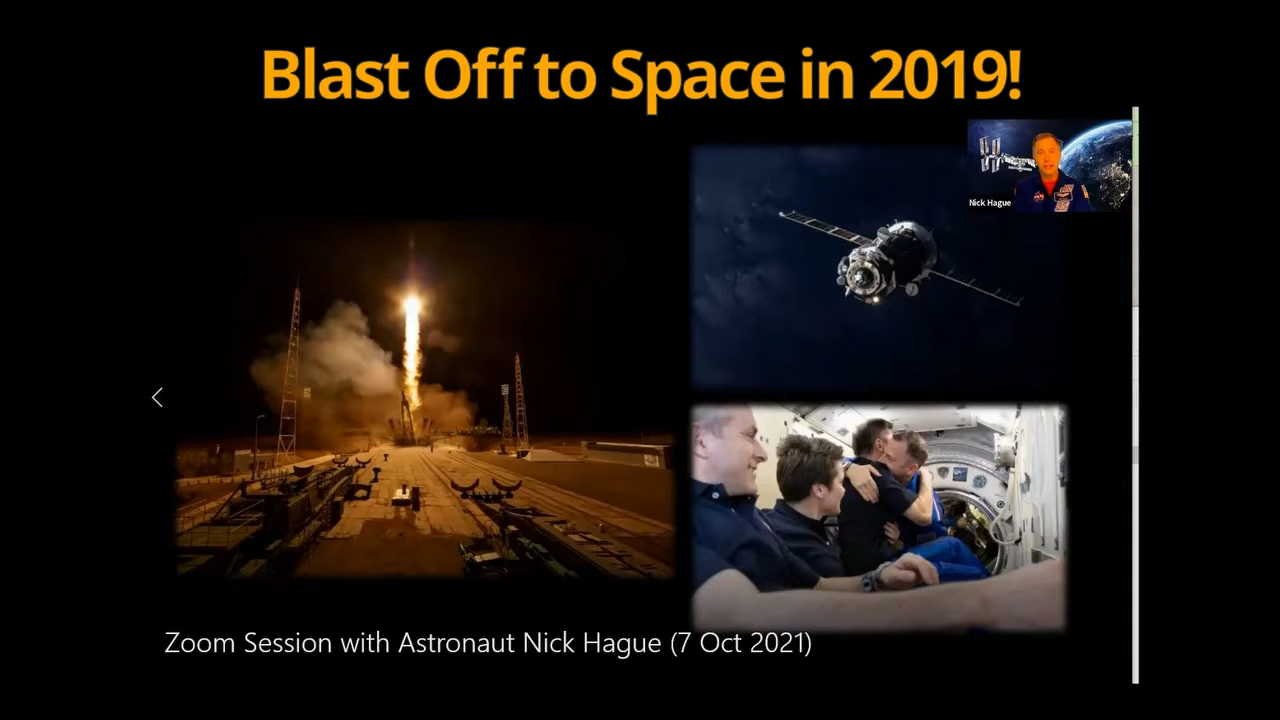 Blast Off to Space in 2019!
Nick Hague
Zoom Session with Astronaut Nick Hague (7 Oct 2021)